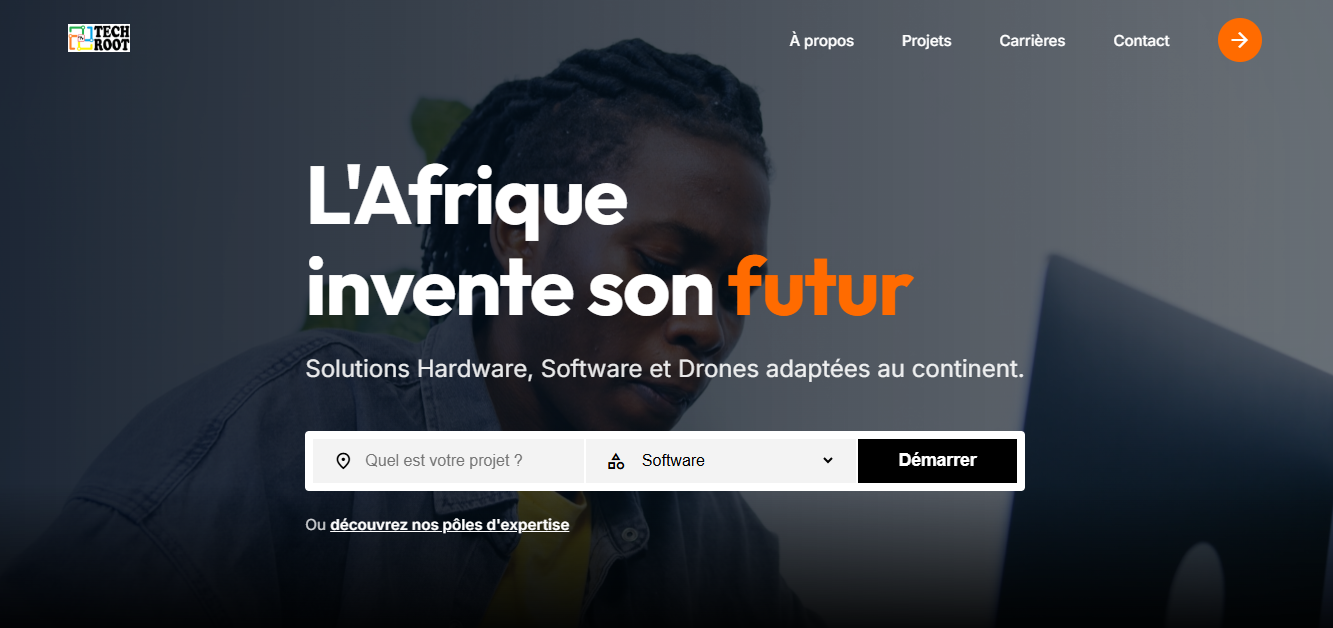 TECH
ROOT
À propos
Projets
Carrières
Contact
L'Afrique
invente son futur
Solutions Hardware, Software et Drones adaptées au continent.
Quel est votre projet ?
Software
Démarrer
Ou découvrez nos pôles d'expertise